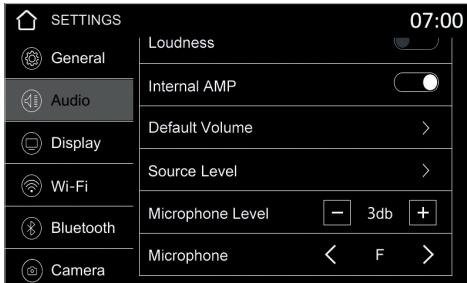 SETTINGS 07:00
General
Audio
Display
Wi-Fi
Bluetooth
Camera
Loudness
Internal AMP
Default Volume
Source Level
Microphone Level 3db
Microphone F